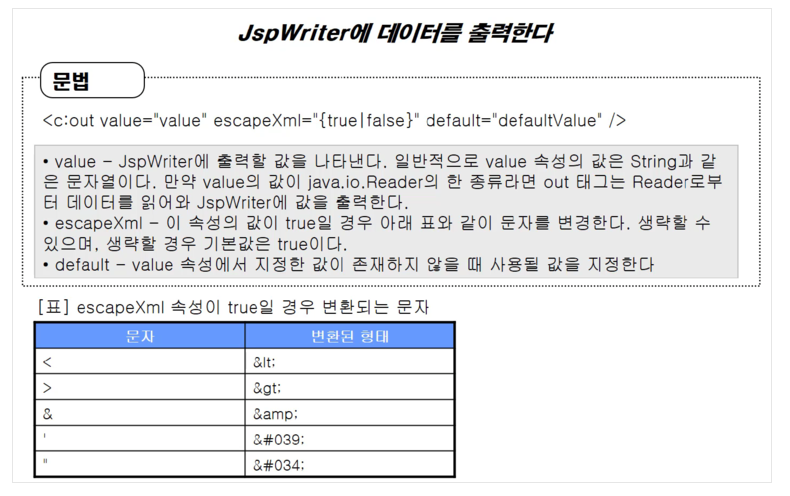 JspWriter에 데이터를 출력한다
문법
<c:out value="value" escapeXml="{true|false}" default="defaultValue" />
• value – JspWriter에 출력할 값을 나타낸다. 일반적으로 value 속성의 값은 String과 같
은 문자열이다. 만약 value의 값이 java.io.Reader의 한 종류라면 out 태그는 Reader로부
터 데이터를 읽어와 JspWriter에 값을 출력한다.
• escapeXml – 이 속성의 값이 true일 경우 아래 표와 같이 문자를 변경한다. 생략할 수
있으며, 생략할 경우 기본값은 true이다.
• default – value 속성에서 지정한 값이 존재하지 않을 때 사용될 값을 지정한다
[표] escapeXml 속성이 true일 경우 변환되는 문자
문자 변환된 형태
< &lt;
> &gt;
& &amp;
' &#039;
" &#034;